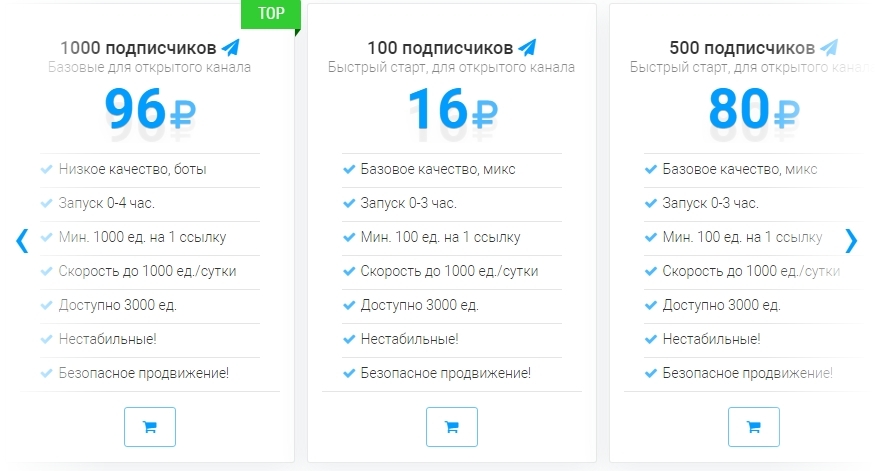 TOP
1000 подписчиков
Базовые для открытого канала
96₽
Низкое качество, боты
Запуск 0-4 час.
Мин. 1000 ед. на 1 ссылку
Скорость до 1000 ед./сутки
Доступно 3000 ед.
Нестабильные!
Безопасное продвижение!
100 подписчиков
Быстрый старт, для открытого канала
16₽
Базовое качество, микс
Запуск 0-3 час.
Мин. 100 ед. на 1 ссылку
Скорость до 1000 ед./сутки
Доступно 3000 ед.
Нестабильные!
Безопасное продвижение!
500 подписчиков
Быстрый старт, для открытого канала
80₽
Базовое качество, микс
Запуск 0-3 час.
Мин. 100 ед. на 1 ссылку
Скорость до 1000 ед./сутки
Доступно 3000 ед.
Нестабильные!
Безопасное продвижение!